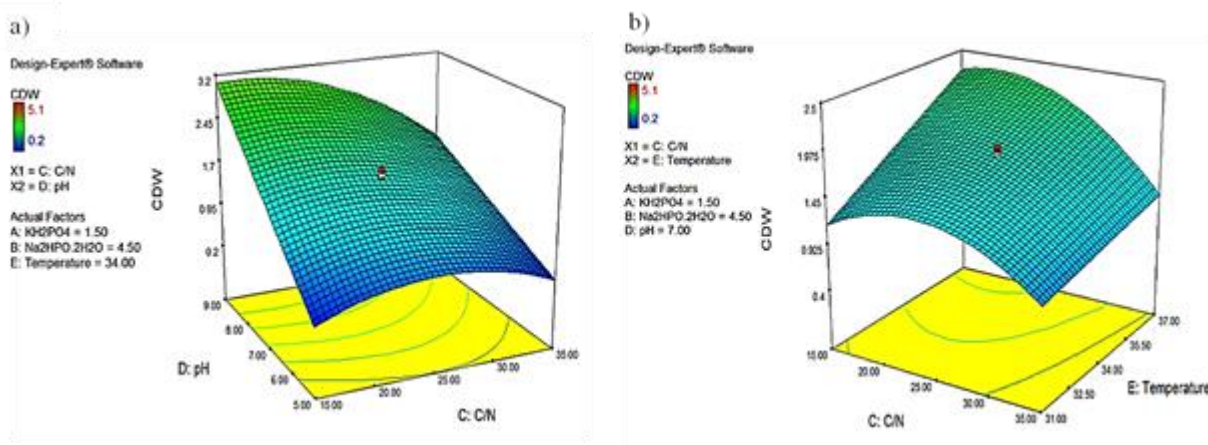 a)
Design-Expert® Software
CDW
5.1
0.2
X1 = C: C/N
X2 = D: pH
Actual Factors
A: KH2PO4 = 1.50
B: Na2HPO.2H2O = 4.50
E: Temperature = 34.00
CDW
3.2
2.45
1.7
0.95
0.2
9.00
8.00
7.00
6.00
5.00
D: pH
15.00
20.00
25.00
30.00
35.00
C: C/N
b)
Design-Expert® Software
CDW
5.1
0.2
X1 = C: C/N
X2 = E: Temperature
Actual Factors
A: KH2PO4 = 1.50
B: Na2HPO.2H2O = 4.50
D: pH = 7.00
CDW
2.5
1.975
1.45
0.925
0.4
15.00
20.00
25.00
30.00
35.00
C: C/N
31.00
32.50
34.00
35.50
37.00
E: Temperature